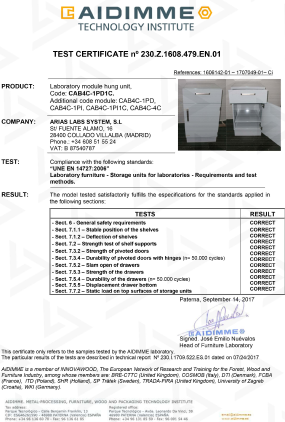 AIDIMME
TECHNOLOGY INSTITUTE
TEST CERTIFICATE nº 230.Z.1608.479.EN.01
References: 1606142-01 – 1707049-01– Ci
PRODUCT: Laboratory module hung unit,
Code: CAB4C-1PD1C,
Additional code module: CAB4C-1PD,
CAB4C-1PI, CAB4C-1PI1C, CAB4C-4C
COMPANY: ARIAS LABS SYSTEM, S.L
St/ FUENTE ALAMO, 16
28400 COLLADO VILLALBA (MADRID)
Phone.: +34 608 51 55 24
VAT: B 87540787
TEST: Compliance with the following standards:
"UNE EN 14727:2006"
Laboratory furniture - Storage units for laboratories - Requirements and test
methods.
RESULT: The model tested satisfactorily fulfils the specifications for the standards applied in
the following sections:
TESTS RESULT
- Sect. 6 - General safety requirements CORRECT
- Sect. 7.1.1 – Stable position of the shelves CORRECT
- Sect. 7.1.2 – Deflection of shelves CORRECT
- Sect. 7.2 – Strength test of shelf supports CORRECT
- Sect. 7.3.2 – Strength of pivoted doors CORRECT
- Sect. 7.3.4 – Durability of pivoted doors with hinges (n= 50.000 cycles) CORRECT
- Sect. 7.5.2 – Slam open of drawers CORRECT
- Sect. 7.5.3 – Strength of the drawers CORRECT
- Sect. 7.5.4 – Durability of the drawers (n= 50.000 cycles) CORRECT
- Sect. 7.5.5 – Displacement drawer bottom CORRECT
- Sect. 7.7.2 – Static load on top surfaces of storage units CORRECT
Paterna, September 14, 2017
AIDIMME
Signed. José Emilio Nuévalos
Head of Furniture Laboratory
This certificate only refers to the samples tested by the AIDIMME laboratory.
The particular results of the tests are described in technical report Nº 230.I.1709.522.ES.01 dated on 07/24/2017
AIDIMME is a member of INNOVAWOOD, The European Network of Research and Training for the Forest, Wood and
Furniture Industry, among whose members are: BRE-CTTC (United Kingdom), COSMOB (Italy), DTI (Denmark), FCBA
(France), ITD (Poland), SHR (Holland), SP Trätek (Sweden), TRADA-FIRA (United Kingdom), University of Zagreb
(Croatia), WKI (Germany).
AIDIMME. METAL-PROCESSING, FURNITURE, WOOD AND PACKAGING TECHNOLOGY INSTITUTE
Tax address
Registered office